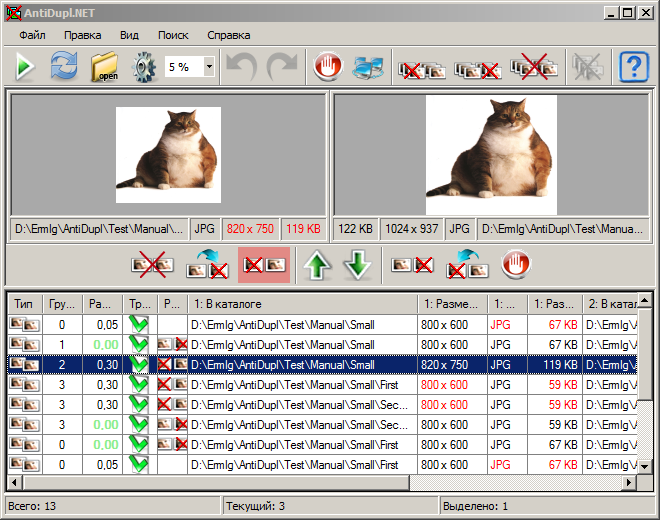 AntiDupl.NET
Файл Правка Вид Поиск Справка
open 5 %
D:\ErmIg\AntiDupl\Test\Manual\... JPG 820 x 750 119 KB 122 KB 1024 x 937 JPG D:\ErmIg\AntiDupl\Test\Manua...
Тип Гру... Ра... Тр... Р... 1: В каталоге 1: Разме... 1: ... 1: Раз... 2: В катал
0 0,05 D:\ErmIg\AntiDupl\Test\Manual\Small 800 x 600 JPG 67 KB D:\ErmIg\A
1 0,00 D:\ErmIg\AntiDupl\Test\Manual\Small 800 x 600 JPG 67 KB D:\ErmIg\A
2 0,30 D:\ErmIg\AntiDupl\Test\Manual\Small 820 x 750 JPG 119 KB D:\ErmIg\A
3 0,30 D:\ErmIg\AntiDupl\Test\Manual\Small\First 800 x 600 JPG 59 KB D:\ErmIg\A
3 0,30 D:\ErmIg\AntiDupl\Test\Manual\Small\Sec... 800 x 600 JPG 59 KB D:\ErmIg\A
3 0,00 D:\ErmIg\AntiDupl\Test\Manual\Small\Sec... 800 x 600 JPG 59 KB D:\ErmIg\A
0 0,00 D:\ErmIg\AntiDupl\Test\Manual\Small\First 800 x 600 JPG 67 KB D:\ErmIg\A
0 0,05 D:\ErmIg\AntiDupl\Test\Manual\Small\First 800 x 600 JPG 67 KB D:\ErmIg\A
Всего: 13 Текущий: 3 Выделено: 1